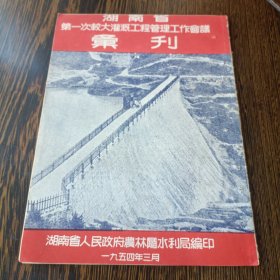 湖南省
第一次較大灌溉工程管理工作會議
彙刊
湖南省人民政府農林廳水利局編印
一九五四年三月